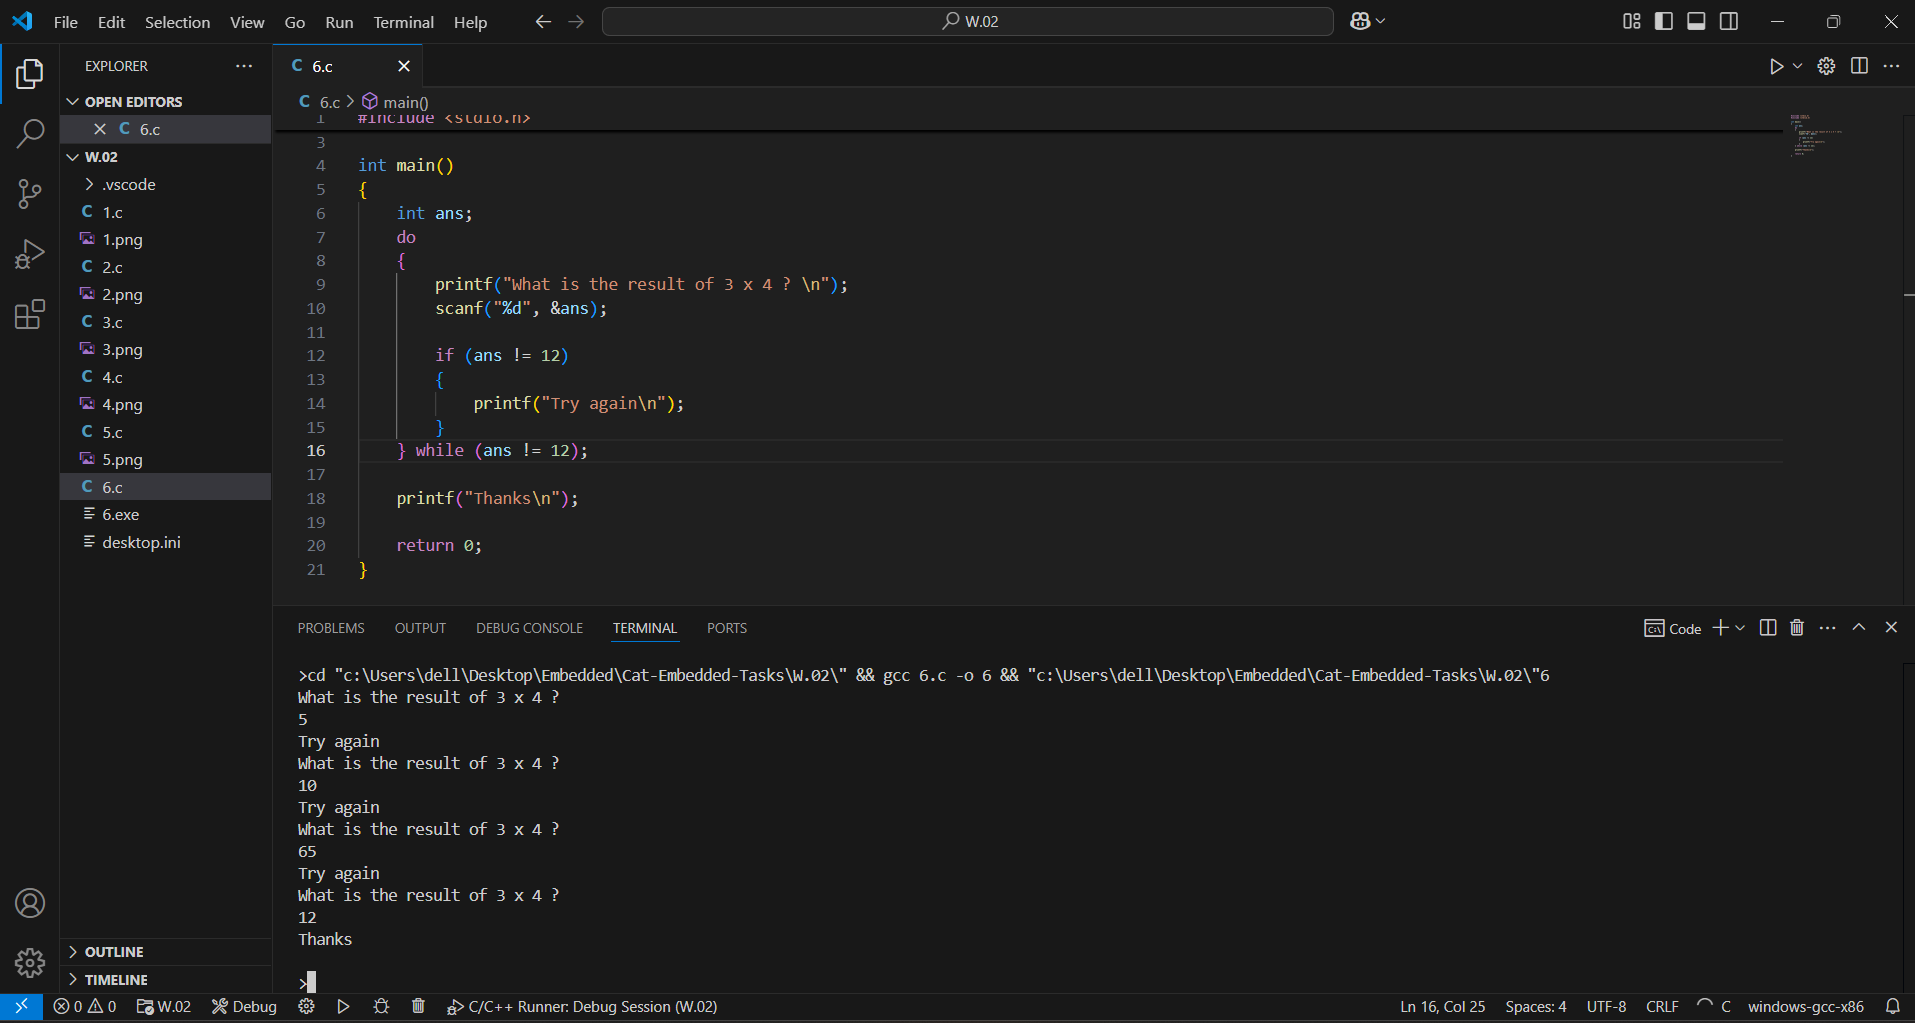 File Edit Selection View Go Run Terminal Help
W.02
EXPLORER
OPEN EDITORS
C 6.c
W.02
.vscode
C 1.c
1.png
C 2.c
2.png
C 3.c
3.png
C 4.c
4.png
C 5.c
5.png
C 6.c
6.exe
desktop.ini
OUTLINE
TIMELINE
C 6.c
C 6.c > main()
1 #include <stdio.h>
3
4 int main()
5 {
6 int ans;
7 do
8 {
9 printf("What is the result of 3 x 4 ? \n");
10 scanf("%d", &ans);
11
12 if (ans != 12)
13 {
14 printf("Try again\n");
15 }
16 } while (ans != 12);
17
18 printf("Thanks\n");
19
20 return 0;
21 }
PROBLEMS OUTPUT DEBUG CONSOLE TERMINAL PORTS
Code
>cd "c:\Users\dell\Desktop\Embedded\Cat-Embedded-Tasks\W.02\" && gcc 6.c -o 6 && "c:\Users\dell\Desktop\Embedded\Cat-Embedded-Tasks\W.02\"6
What is the result of 3 x 4 ?
5
Try again
What is the result of 3 x 4 ?
10
Try again
What is the result of 3 x 4 ?
65
Try again
What is the result of 3 x 4 ?
12
Thanks
>
0 0 W.02 Debug C/C++ Runner: Debug Session (W.02) Ln 16, Col 25 Spaces: 4 UTF-8 CRLF C windows-gcc-x86